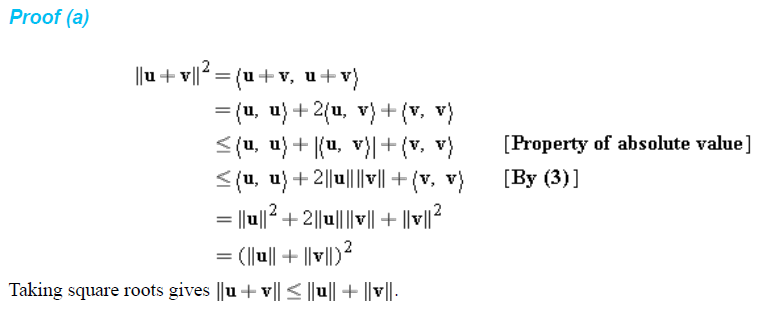 Proof (a)
‖u + v‖² = ⟨u + v, u + v⟩
= ⟨u, u⟩ + 2⟨u, v⟩ + ⟨v, v⟩
≤ ⟨u, u⟩ + |⟨u, v⟩| + ⟨v, v⟩ [Property of absolute value]
≤ ⟨u, u⟩ + 2‖u‖‖v‖ + ⟨v, v⟩ [By (3)]
= ‖u‖² + 2‖u‖‖v‖ + ‖v‖²
= (‖u‖ + ‖v‖)²
Taking square roots gives ‖u + v‖ ≤ ‖u‖ + ‖v‖.